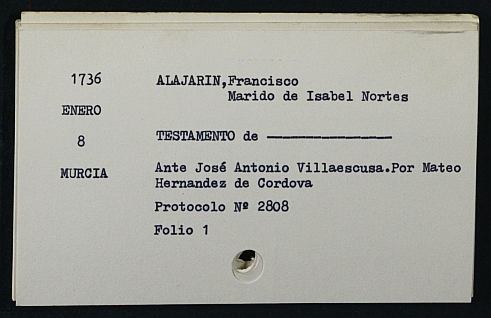 1736
ALAJARIN, Francisco
Marido de Isabel Nortes
ENERO
8
TESTAMENTO de ————————
MURCIA
Ante José Antonio Villaescusa.Por Mateo
Hernandez de Cordova
Protocolo Nº 2808
Folio 1